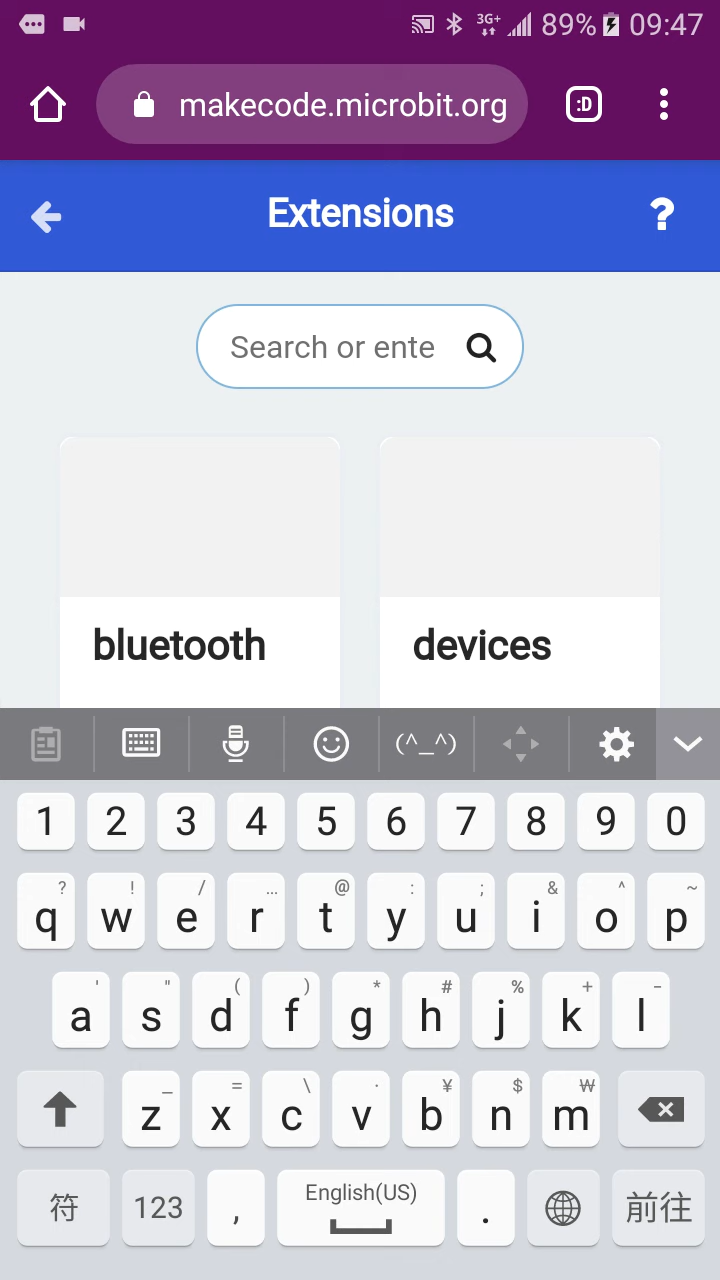 3G+ 89% 09:47
makecode.microbit.org :D
Extensions ?
Search or ente
bluetooth devices
(^_^)
1 2 3 4 5 6 7 8 9 0
? ! / ... @ : ; & ^ ~
q w e r t y u i o p
' " ( ) * # % + -
a s d f g h j k l
_ = \ · ¥ $ ₩
z x c v b n m
符 123 , English(US) . 前往